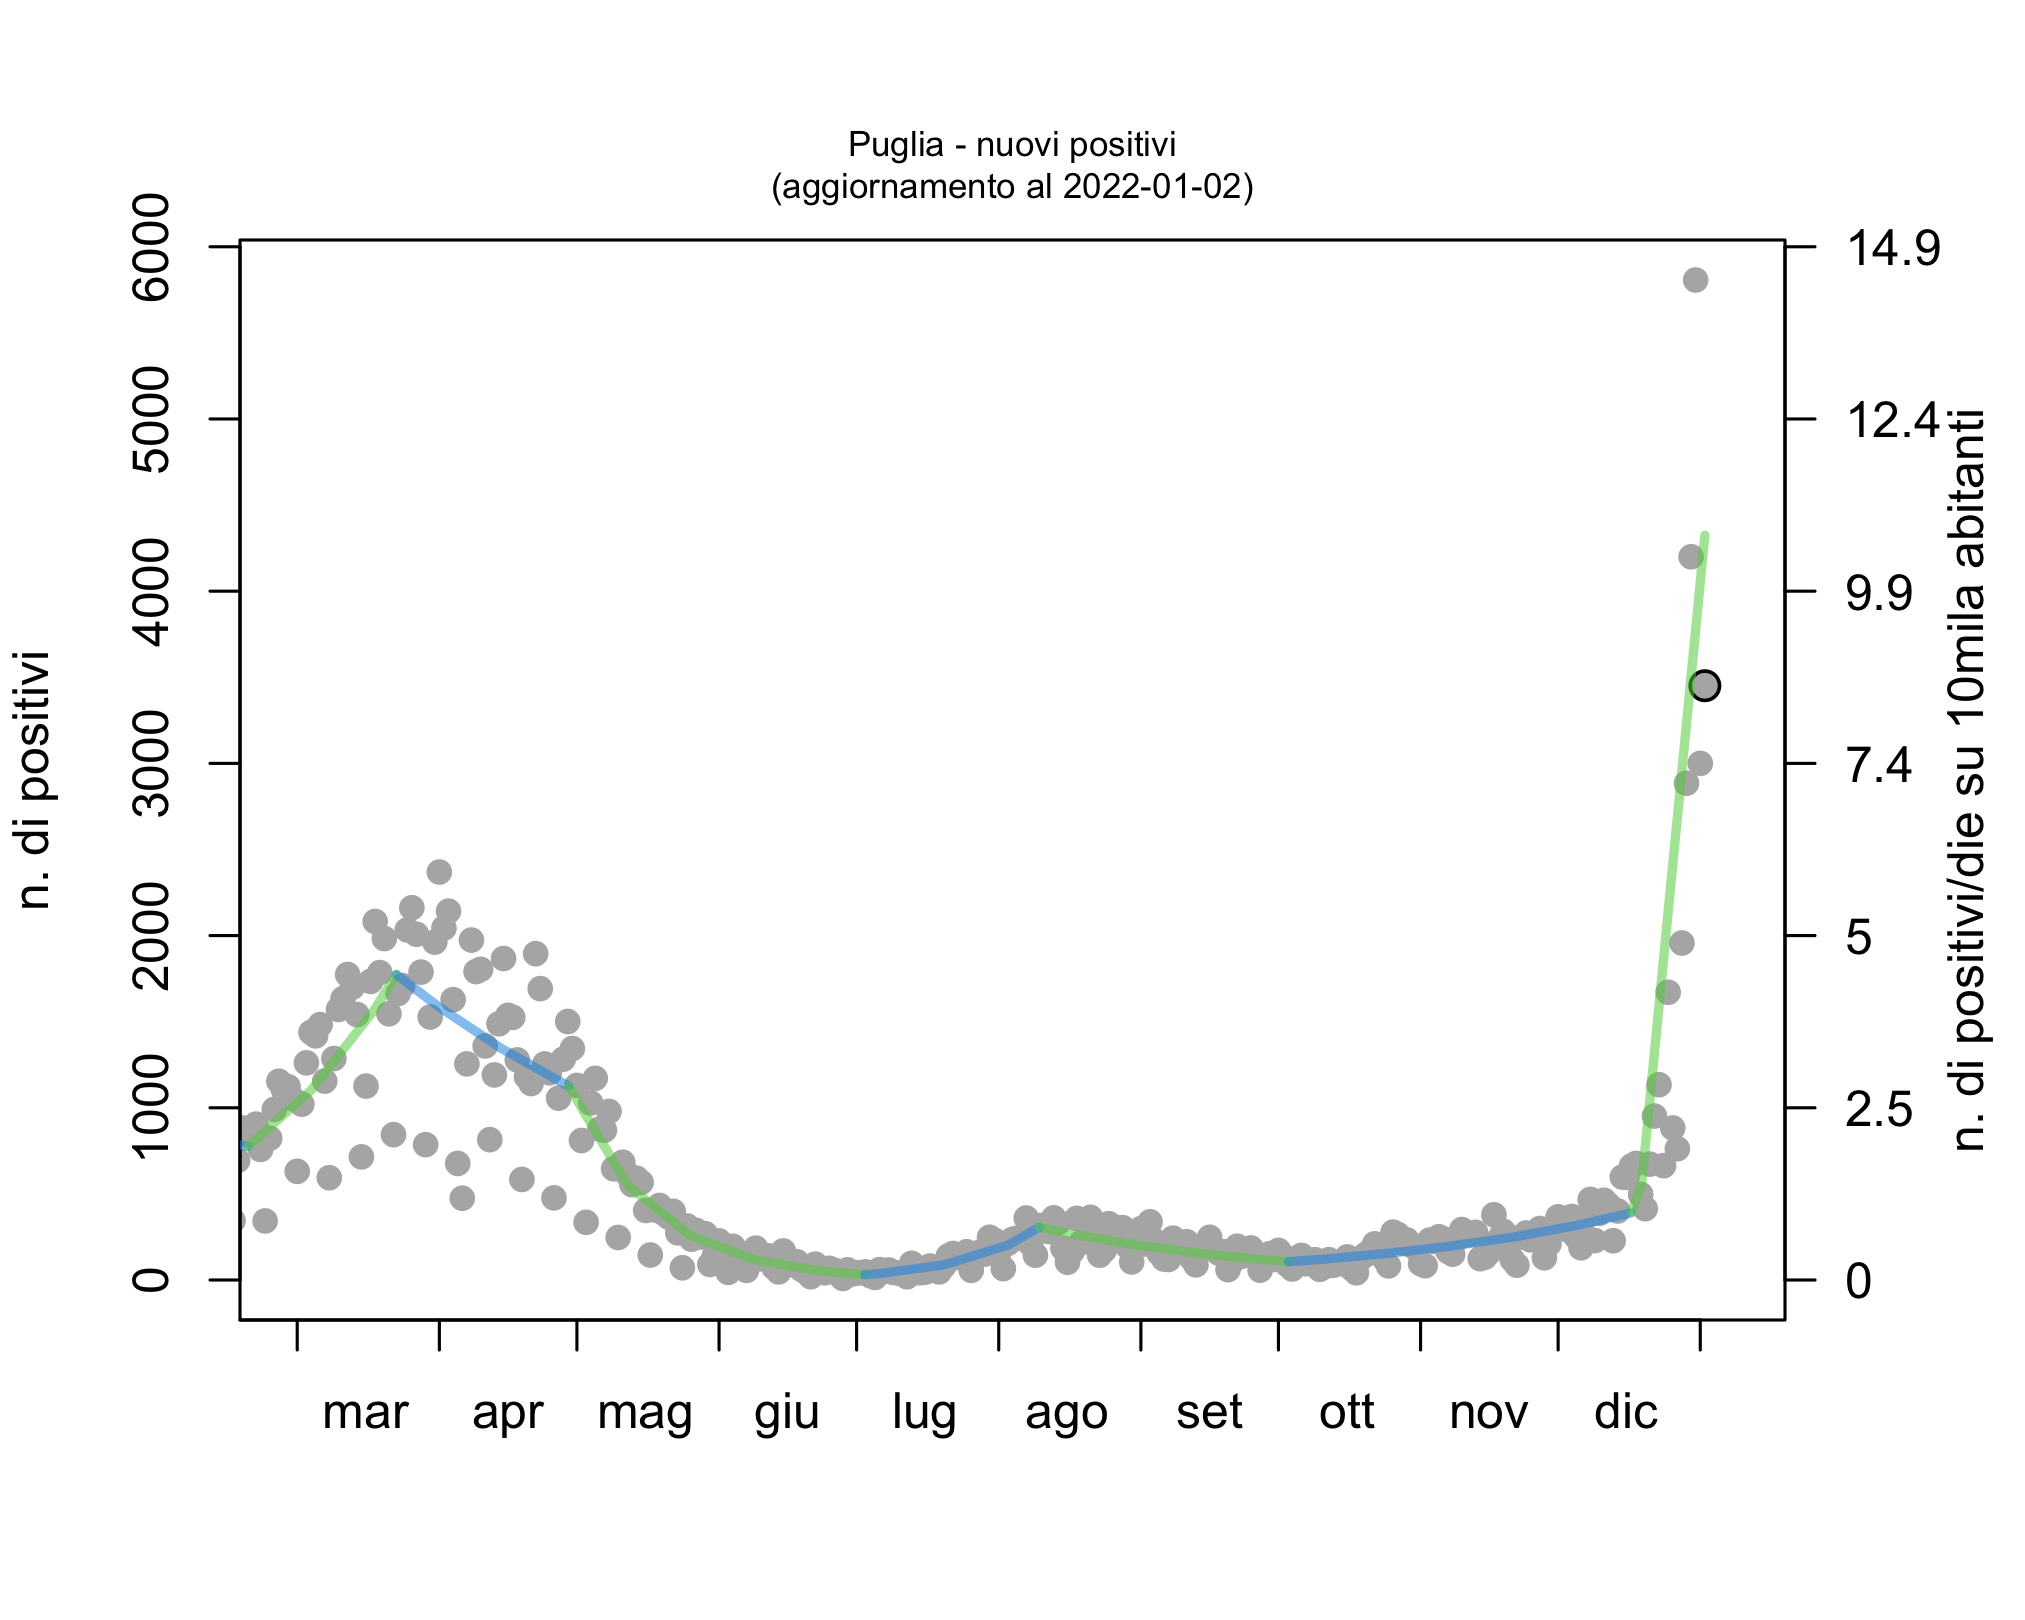 Puglia - nuovi positivi
(aggiornamento al 2022-01-02)
n. di positivi
6000
5000
4000
3000
2000
1000
0
14.9
12.4
9.9
7.4
5
2.5
0
n. di positivi/die su 10mila abitanti
mar apr mag giu lug ago set ott nov dic